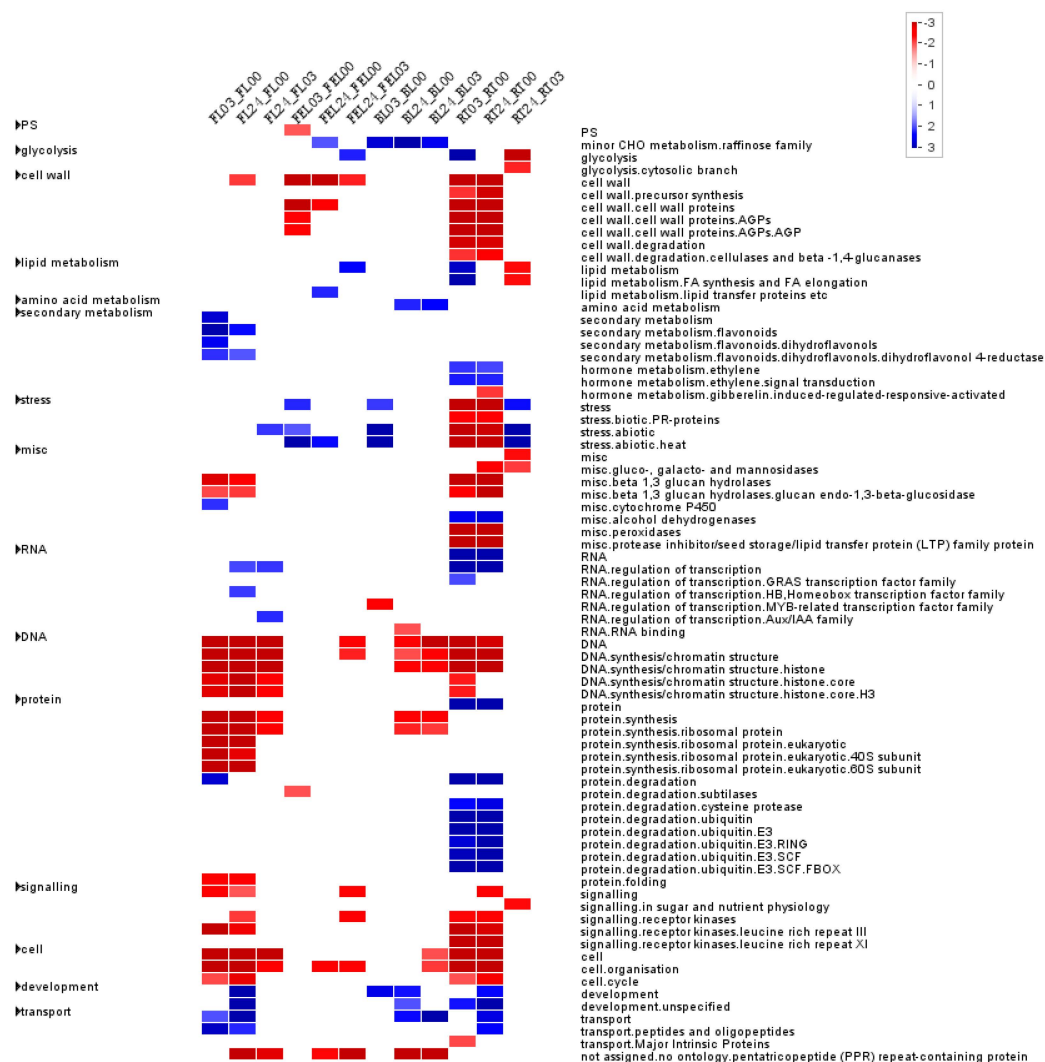 FL03_FL00
FL24_FL00
FL24_FL03
FEL03_FEL00
FEL24_FEL00
FEL24_FEL03
BL03_BL00
BL24_BL00
BL24_BL03
RT03_RT00
RT24_RT00
RT24_RT03
-3
-2
-1
0
1
2
3
PS
glycolysis
cell wall
lipid metabolism
amino acid metabolism
secondary metabolism
stress
misc
RNA
DNA
protein
signalling
cell
development
transport
PS
minor CHO metabolism.raffinose family
glycolysis
glycolysis.cytosolic branch
cell wall
cell wall.precursor synthesis
cell wall.cell wall proteins
cell wall.cell wall proteins.AGPs
cell wall.cell wall proteins.AGPs.AGP
cell wall.degradation
cell wall.degradation.cellulases and beta -1,4-glucanases
lipid metabolism
lipid metabolism.FA synthesis and FA elongation
lipid metabolism.lipid transfer proteins etc
amino acid metabolism
secondary metabolism
secondary metabolism.flavonoids
secondary metabolism.flavonoids.dihydroflavonols
secondary metabolism.flavonoids.dihydroflavonols.dihydroflavonol 4-reductase
hormone metabolism.ethylene
hormone metabolism.ethylene.signal transduction
hormone metabolism.gibberelin.induced-regulated-responsive-activated
stress
stress.biotic.PR-proteins
stress.abiotic
stress.abiotic.heat
misc
misc.gluco-, galacto- and mannosidases
misc.beta 1,3 glucan hydrolases
misc.beta 1,3 glucan hydrolases.glucan endo-1,3-beta-glucosidase
misc.cytochrome P450
misc.alcohol dehydrogenases
misc.peroxidases
misc.protease inhibitor/seed storage/lipid transfer protein (LTP) family protein
RNA
RNA.regulation of transcription
RNA.regulation of transcription.GRAS transcription factor family
RNA.regulation of transcription.HB,Homeobox transcription factor family
RNA.regulation of transcription.MYB-related transcription factor family
RNA.regulation of transcription.Aux/IAA family
RNA.RNA binding
DNA
DNA.synthesis/chromatin structure
DNA.synthesis/chromatin structure.histone
DNA.synthesis/chromatin structure.histone.core
DNA.synthesis/chromatin structure.histone.core.H3
protein
protein.synthesis
protein.synthesis.ribosomal protein
protein.synthesis.ribosomal protein.eukaryotic
protein.synthesis.ribosomal protein.eukaryotic.40S subunit
protein.synthesis.ribosomal protein.eukaryotic.60S subunit
protein.degradation
protein.degradation.subtilases
protein.degradation.cysteine protease
protein.degradation.ubiquitin
protein.degradation.ubiquitin.E3
protein.degradation.ubiquitin.E3.RING
protein.degradation.ubiquitin.E3.SCF
protein.degradation.ubiquitin.E3.SCF.FBOX
protein.folding
signalling
signalling.in sugar and nutrient physiology
signalling.receptor kinases
signalling.receptor kinases.leucine rich repeat III
signalling.receptor kinases.leucine rich repeat XI
cell
cell.organisation
cell.cycle
development
development.unspecified
transport
transport.peptides and oligopeptides
transport.Major Intrinsic Proteins
not assigned.no ontology.pentatricopeptide (PPR) repeat-containing protein